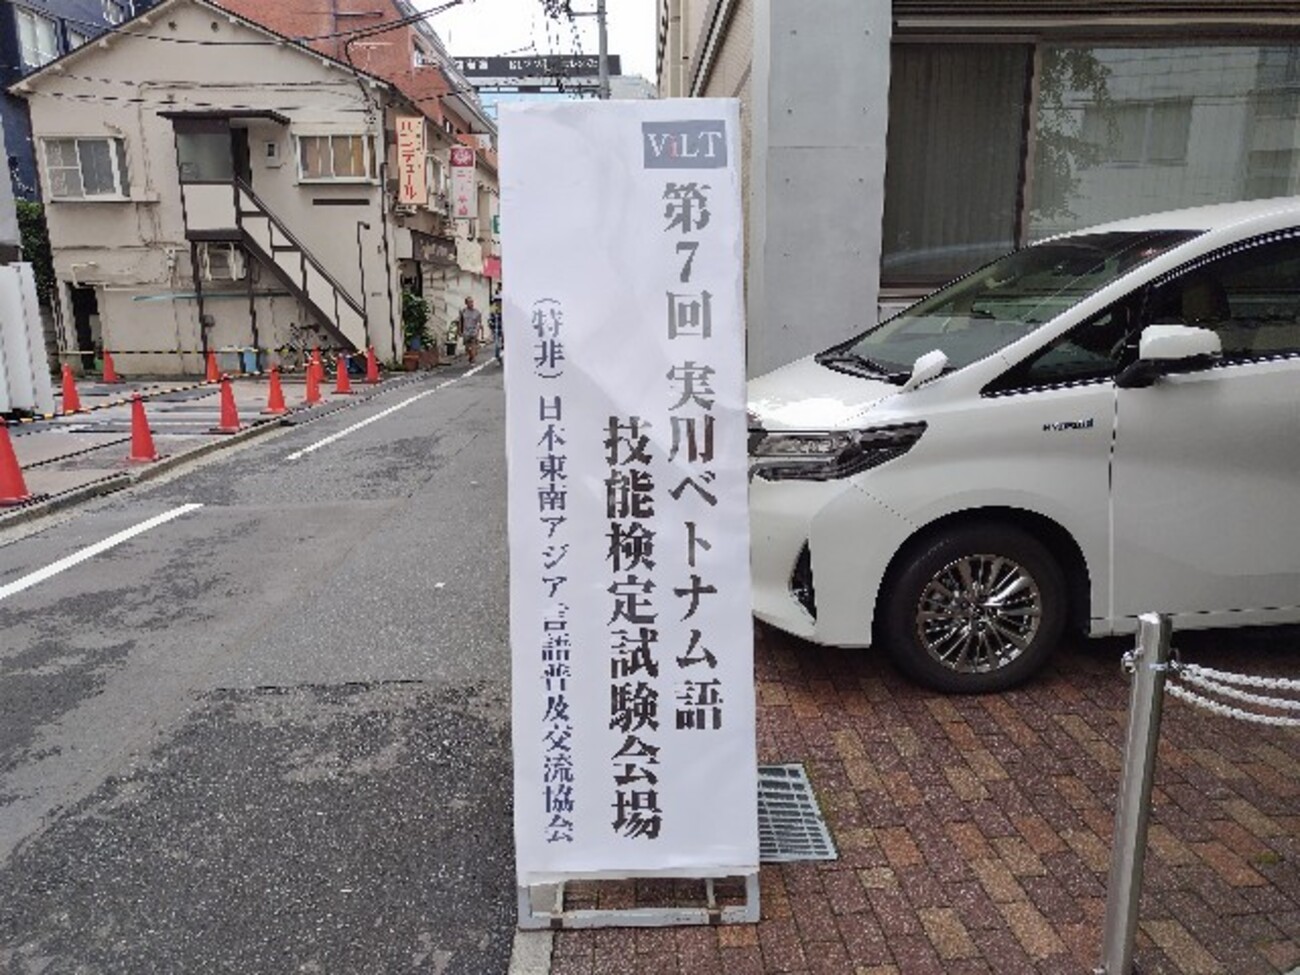 ViLT
第7回 実用ベトナム語
技能検定試験会場
(特非) 日本東南アジア言語普及交流協会
HYBRID